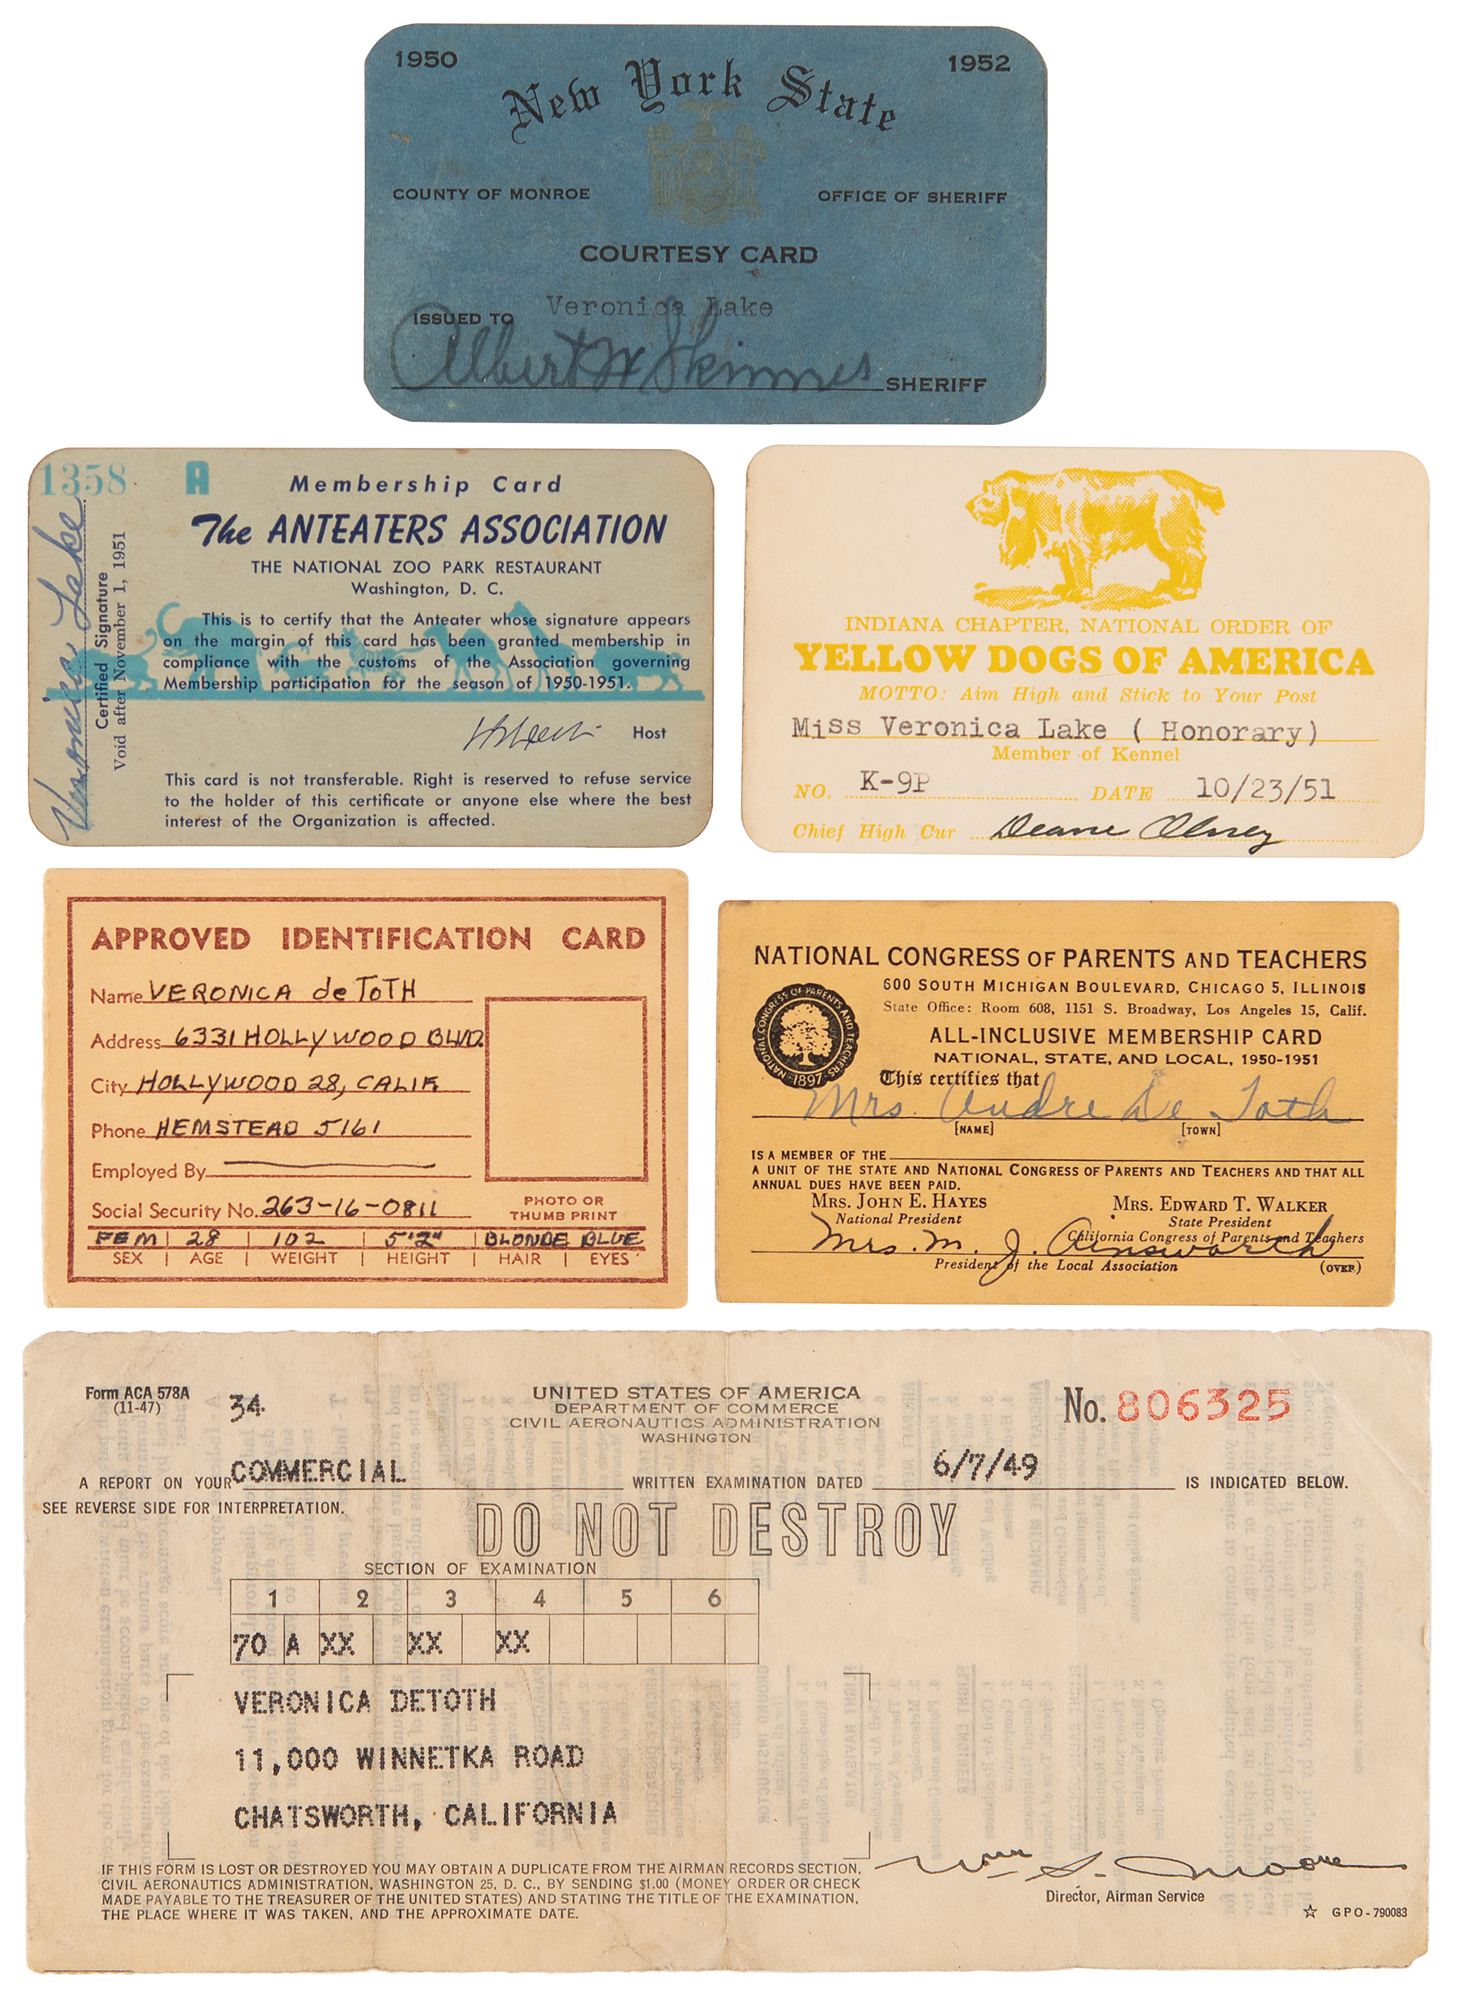 1950
1952
New York State
COUNTY OF MONROE
OFFICE OF SHERIFF
COURTESY CARD
ISSUED TO Veronica Lake
Albert W Skinner SHERIFF
1358 A
Membership Card
The ANTEATERS ASSOCIATION
THE NATIONAL ZOO PARK RESTAURANT
Washington, D. C.
This is to certify that the Anteater whose signature appears
on the margin of this card has been granted membership in
compliance with the customs of the Association governing
Membership participation for the season of 1950-1951.
Host
This card is not transferable. Right is reserved to refuse service
to the holder of this certificate or anyone else where the best
interest of the Organization is affected.
Veronica Lake
Certified Signature
Void after November 1, 1951
INDIANA CHAPTER, NATIONAL ORDER OF
YELLOW DOGS OF AMERICA
MOTTO: Aim High and Stick to Your Post
Miss Veronica Lake ( Honorary)
Member of Kennel
NO. K-9P DATE 10/23/51
Chief High Cur Deane Olney
APPROVED IDENTIFICATION CARD
Name VERONICA de TOTH
Address 6331 HOLLYWOOD BLVD.
City HOLLYWOOD 28, CALIF
Phone HEMSTEAD 5161
Employed By
Social Security No. 263-16-0811
PHOTO OR
THUMB PRINT
FEM 28 102 5'2" BLONDE BLUE
SEX AGE WEIGHT HEIGHT HAIR EYES
NATIONAL CONGRESS OF PARENTS AND TEACHERS
600 SOUTH MICHIGAN BOULEVARD, CHICAGO 5, ILLINOIS
State Office: Room 608, 1151 S. Broadway, Los Angeles 15, Calif.
ALL-INCLUSIVE MEMBERSHIP CARD
NATIONAL, STATE, AND LOCAL, 1950-1951
NATIONAL CONGRESS OF PARENTS AND TEACHERS
1897
This certifies that
Mrs. Andre De Toth
[NAME] [TOWN]
IS A MEMBER OF THE
A UNIT OF THE STATE AND NATIONAL CONGRESS OF PARENTS AND TEACHERS AND THAT ALL
ANNUAL DUES HAVE BEEN PAID.
MRS. JOHN E. HAYES MRS. EDWARD T. WALKER
National President State President
California Congress of Parents and Teachers
Mrs. M. J. Ainsworth
President of the Local Association (OVER)
Form ACA 578A
(11-47)
34
UNITED STATES OF AMERICA
DEPARTMENT OF COMMERCE
CIVIL AERONAUTICS ADMINISTRATION
WASHINGTON
No. 806325
A REPORT ON YOUR COMMERCIAL WRITTEN EXAMINATION DATED 6/7/49 IS INDICATED BELOW.
SEE REVERSE SIDE FOR INTERPRETATION.
DO NOT DESTROY
SECTION OF EXAMINATION
1 2 3 4 5 6
70 A XX XX XX
VERONICA DETOTH
11,000 WINNETKA ROAD
CHATSWORTH, CALIFORNIA
IF THIS FORM IS LOST OR DESTROYED YOU MAY OBTAIN A DUPLICATE FROM THE AIRMAN RECORDS SECTION,
CIVIL AERONAUTICS ADMINISTRATION, WASHINGTON 25, D. C., BY SENDING $1.00 (MONEY ORDER OR CHECK
MADE PAYABLE TO THE TREASURER OF THE UNITED STATES) AND STATING THE TITLE OF THE EXAMINATION,
THE PLACE WHERE IT WAS TAKEN, AND THE APPROXIMATE DATE.
Wm S. Moore
Director, Airman Service
☆ GPO-790083